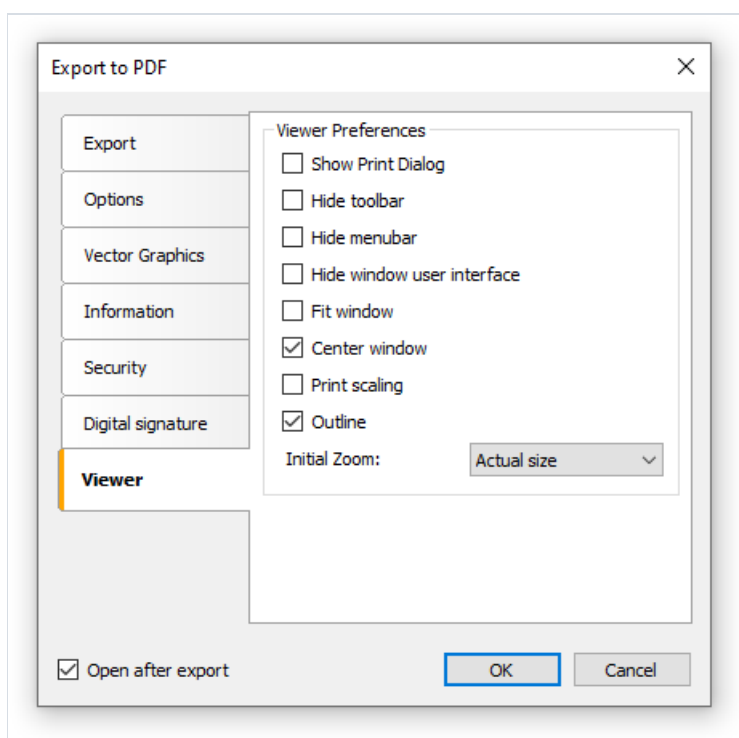 Export to PDF
Export
Options
Vector Graphics
Information
Security
Digital signature
Viewer
Viewer Preferences
Show Print Dialog
Hide toolbar
Hide menubar
Hide window user interface
Fit window
Center window
Print scaling
Outline
Initial Zoom: Actual size
Open after export OK Cancel